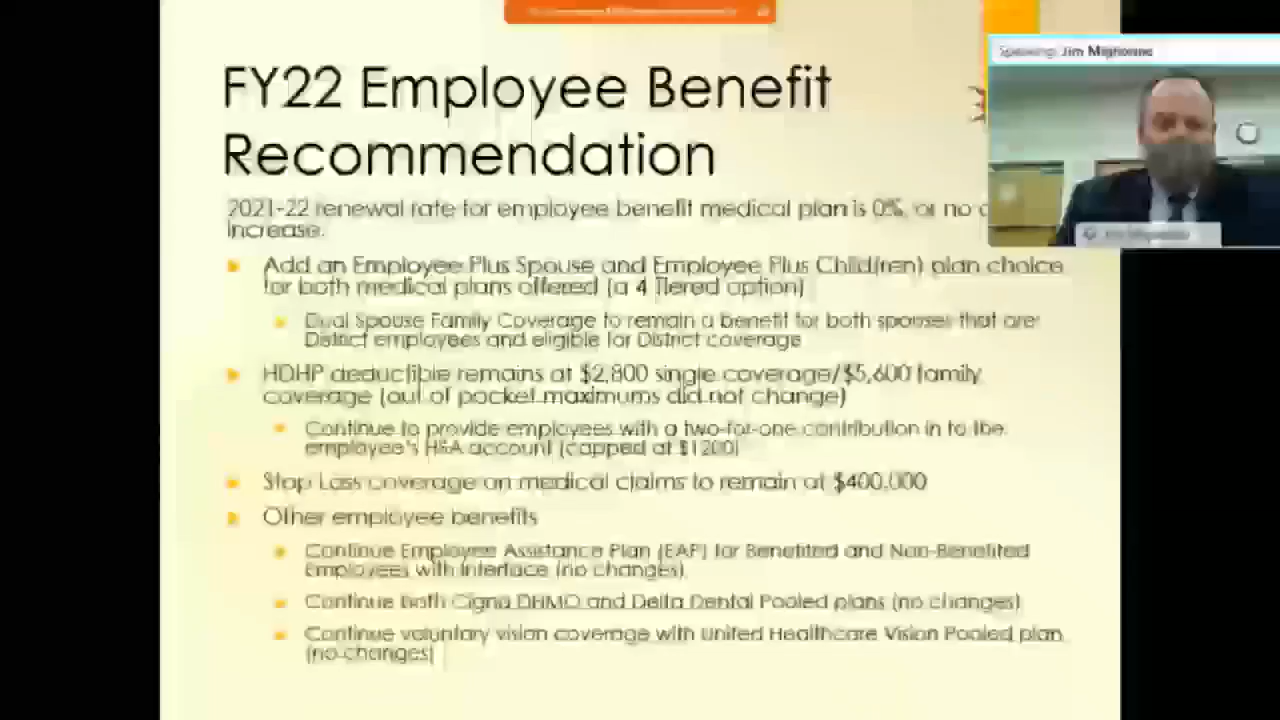 FY22 Employee Benefit
Recommendation
2021-22 renewal rate for employee benefit medical plan is 0%, or no
increase.
Add an Employee Plus Spouse and Employee Plus Child(ren) plan choice
for both medical plans offered (a 4 Tiered option)
Dual Spouse Family Coverage to remain a benefit for both spouses that are
District employees and eligible for District coverage
HDHP deductible remains at $2,800 single coverage/$5,600 family
coverage (out of pocket maximums did not change)
Continue to provide employees with a two-for-one contribution in to the
employee's HSA account (capped at $1200)
Stop Loss coverage on medical claims to remain at $400,000
Other employee benefits
Continue Employee Assistance Plan (EAP) for Benefited and Non-Benefited
Employees with Interface (no changes)
Continue both Cigna DHMO and Delta Dental Pooled plans (no changes)
Continue voluntary vision coverage with United Healthcare Vision Pooled plan
(no changes)
Speaking: Jim